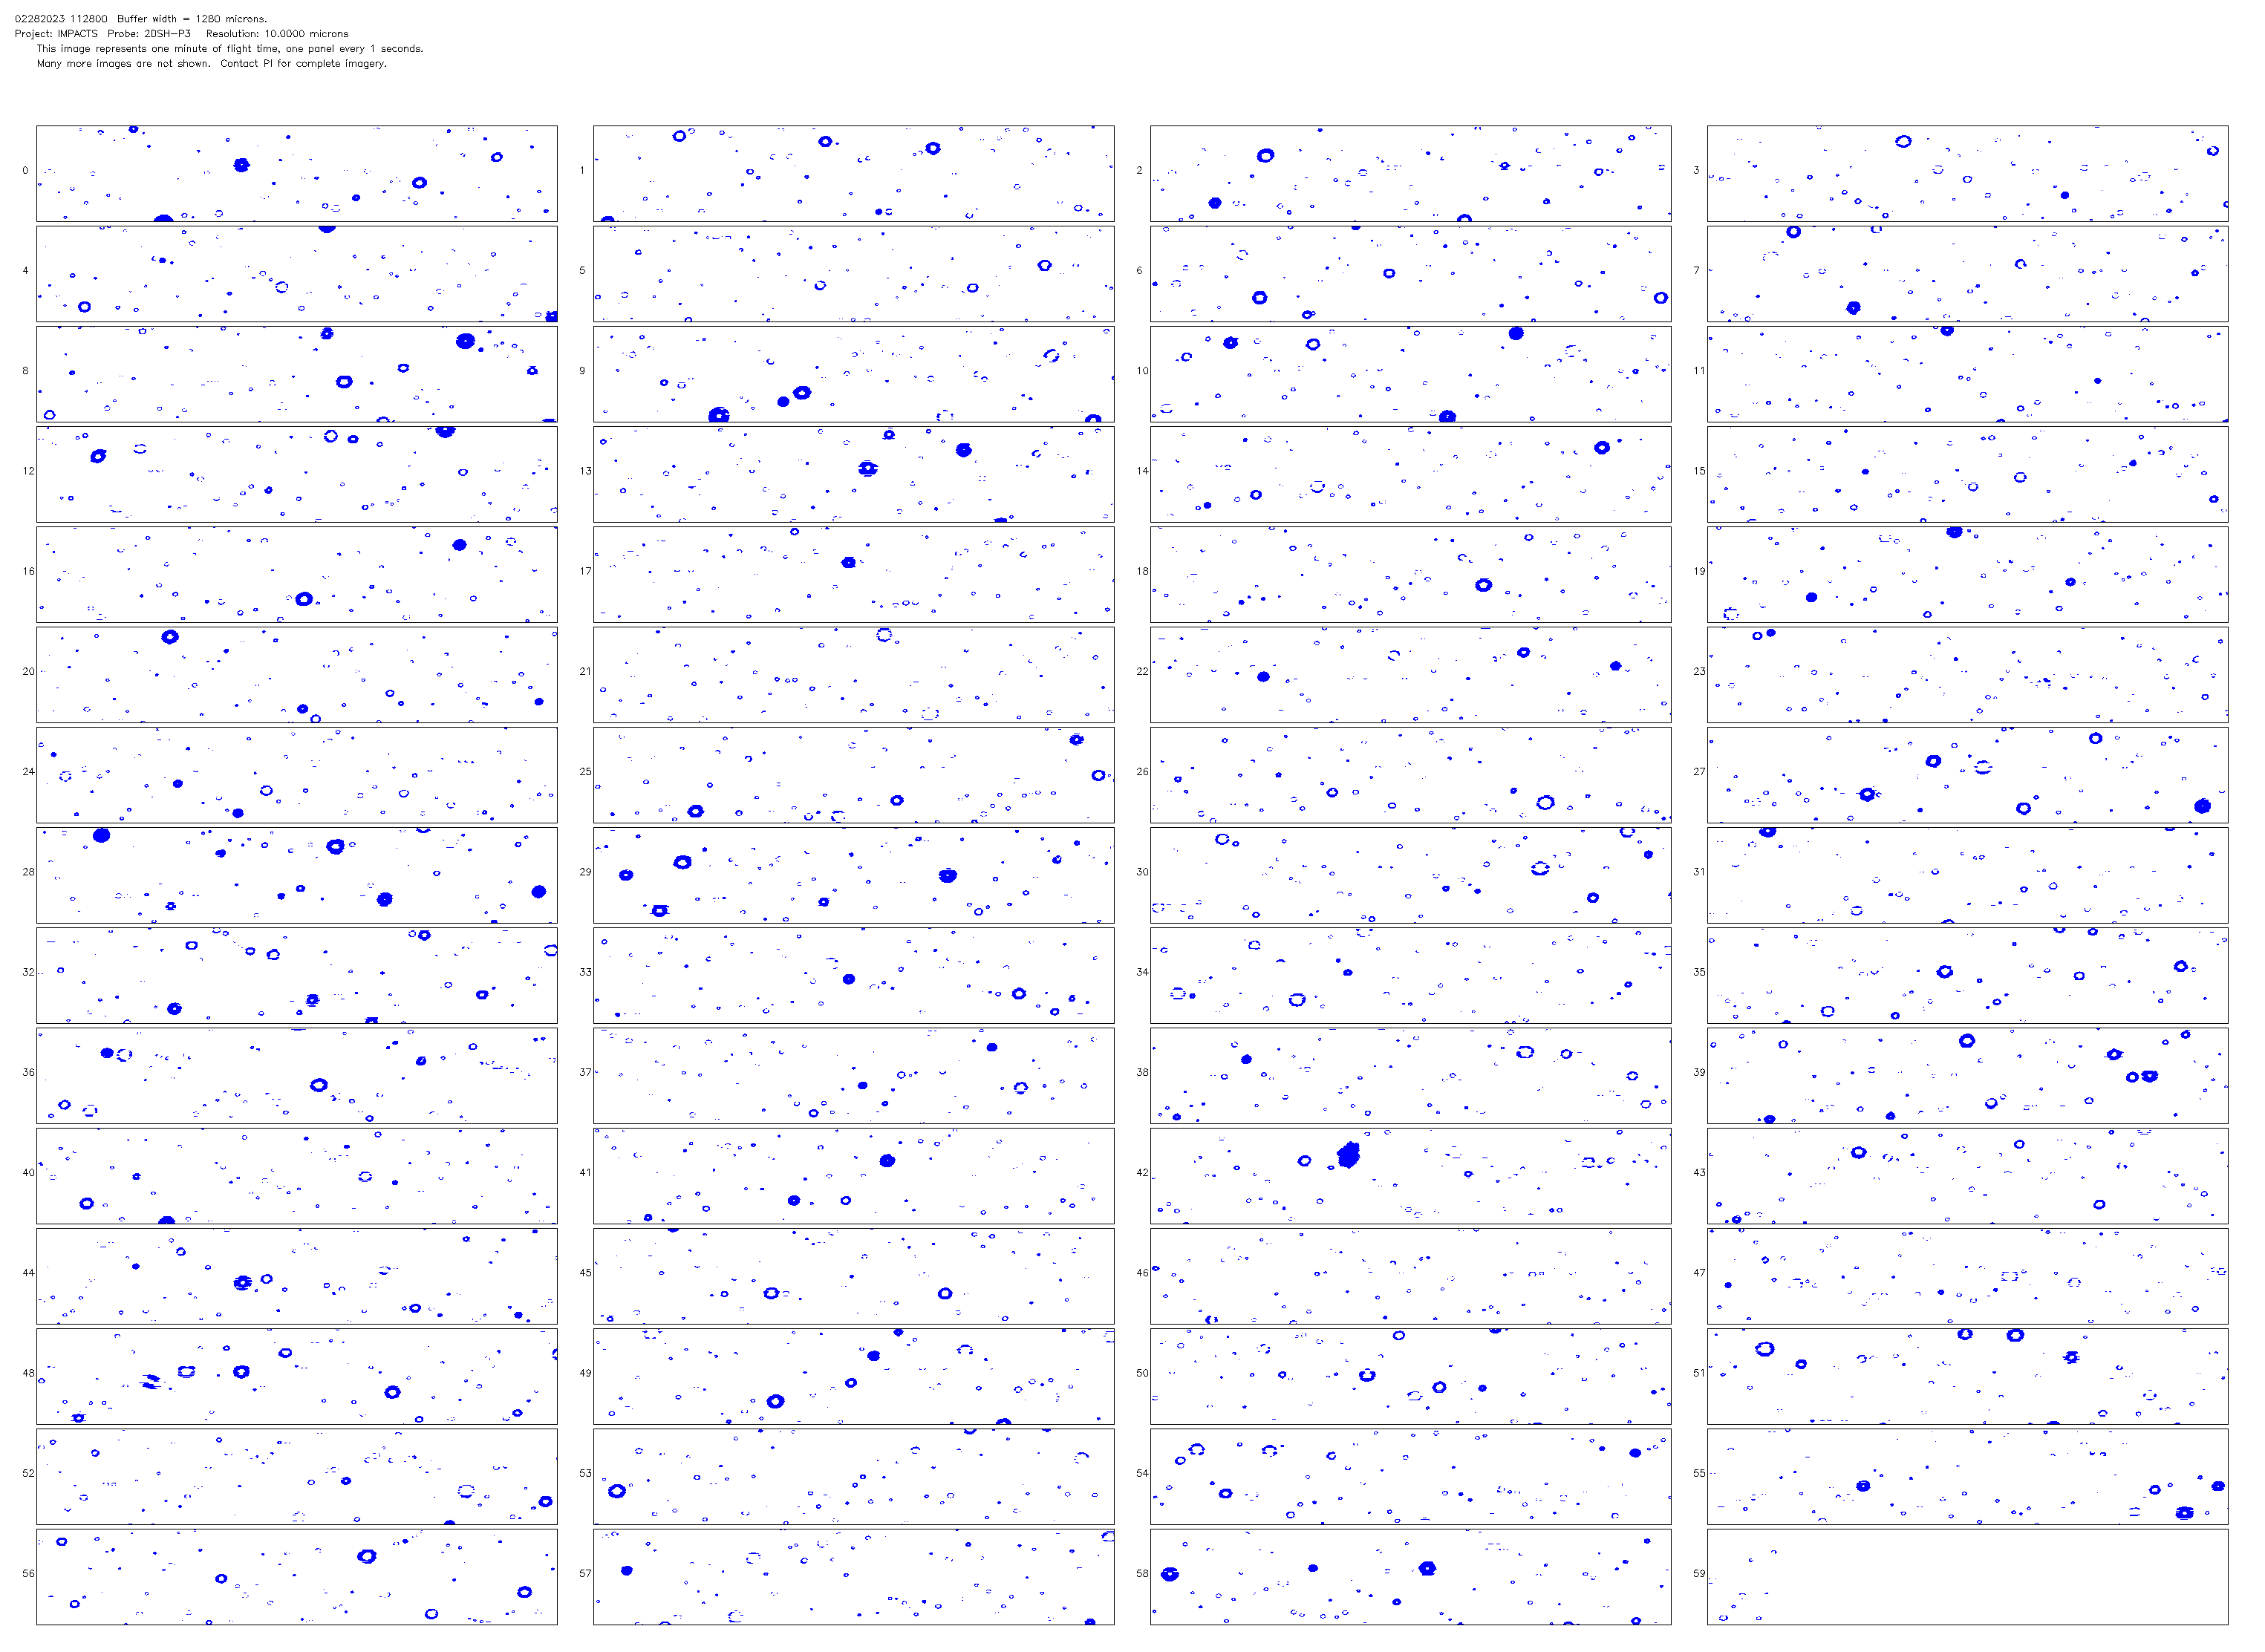 02282023 112800 Buffer width = 1280 microns.
Project: IMPACTS Probe: 2DSH-P3 Resolution: 10.0000 microns
This image represents one minute of flight time, one panel every 1 seconds.
Many more images are not shown. Contact PI for complete imagery.
0 1 2 3
4 5 6 7
8 9 10 11
12 13 14 15
16 17 18 19
20 21 22 23
24 25 26 27
28 29 30 31
32 33 34 35
36 37 38 39
40 41 42 43
44 45 46 47
48 49 50 51
52 53 54 55
56 57 58 59